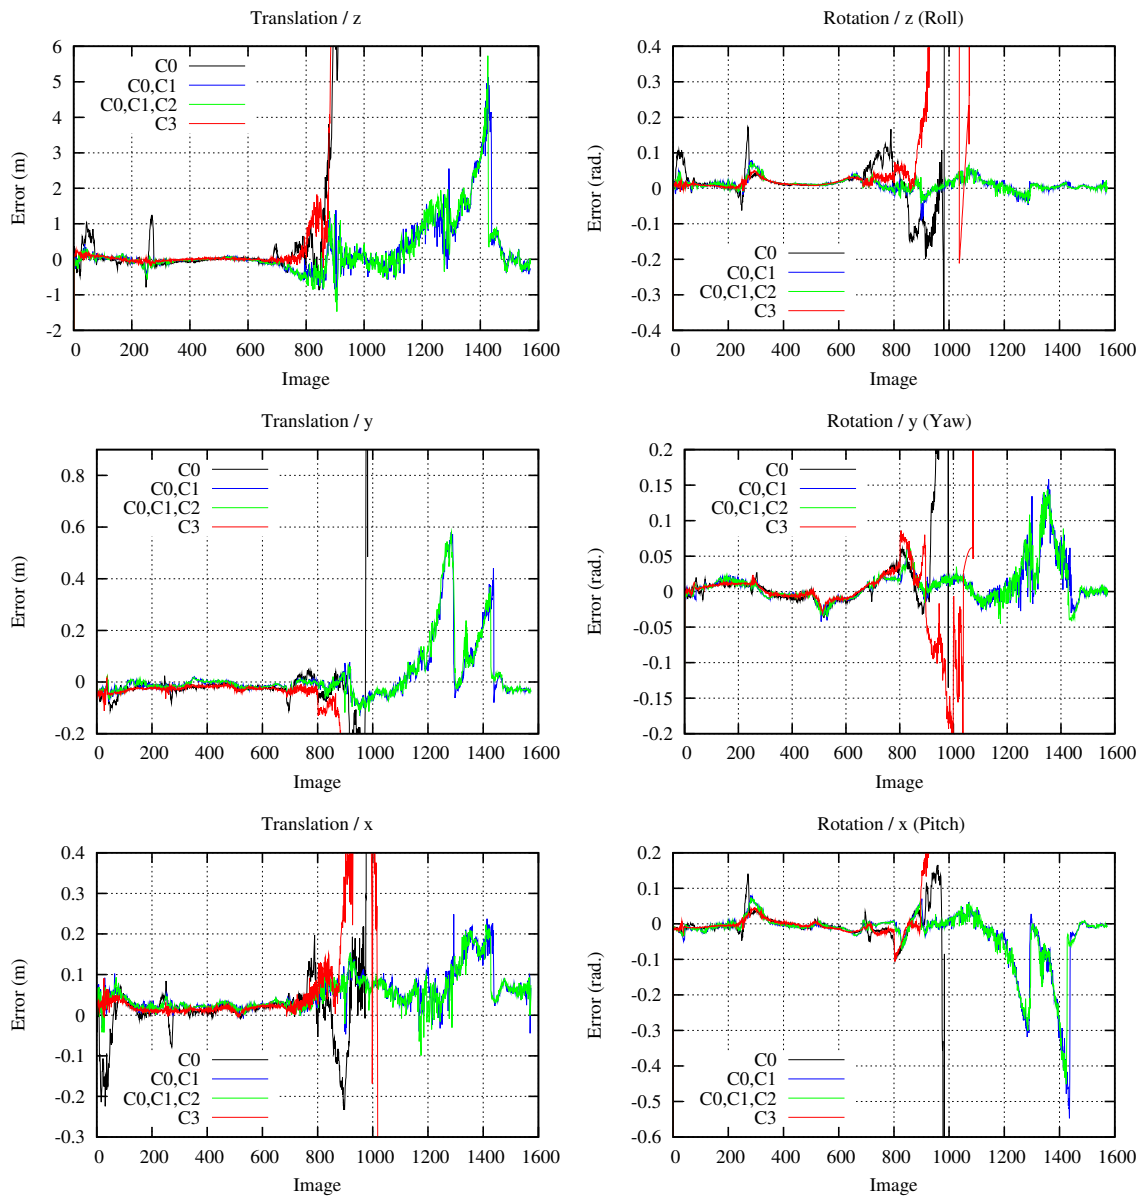 Translation / z
6
5
4
3
2
1
0
-1
-2
Error (m)
C0
C0,C1
C0,C1,C2
C3
0 200 400 600 800 1000 1200 1400 1600
Image
Rotation / z (Roll)
0.4
0.3
0.2
0.1
0
-0.1
-0.2
-0.3
-0.4
Error (rad.)
C0
C0,C1
C0,C1,C2
C3
0 200 400 600 800 1000 1200 1400 1600
Image
Translation / y
0.8
0.6
0.4
0.2
0
-0.2
Error (m)
C0
C0,C1
C0,C1,C2
C3
0 200 400 600 800 1000 1200 1400 1600
Image
Rotation / y (Yaw)
0.2
0.15
0.1
0.05
0
-0.05
-0.1
-0.15
-0.2
Error (rad.)
C0
C0,C1
C0,C1,C2
C3
0 200 400 600 800 1000 1200 1400 1600
Image
Translation / x
0.4
0.3
0.2
0.1
0
-0.1
-0.2
-0.3
Error (m)
C0
C0,C1
C0,C1,C2
C3
0 200 400 600 800 1000 1200 1400 1600
Image
Rotation / x (Pitch)
0.2
0.1
0
-0.1
-0.2
-0.3
-0.4
-0.5
-0.6
Error (rad.)
C0
C0,C1
C0,C1,C2
C3
0 200 400 600 800 1000 1200 1400 1600
Image